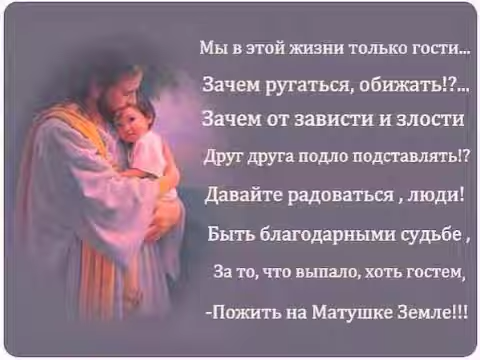 Мы в этой жизни только гости...
Зачем ругаться, обижать!?...
Зачем от зависти и злости
Друг друга подло подставлять!?
Давайте радоваться , люди!
Быть благодарными судьбе ,
За то, что выпало, хоть гостем,
-Пожить на Матушке Земле!!!